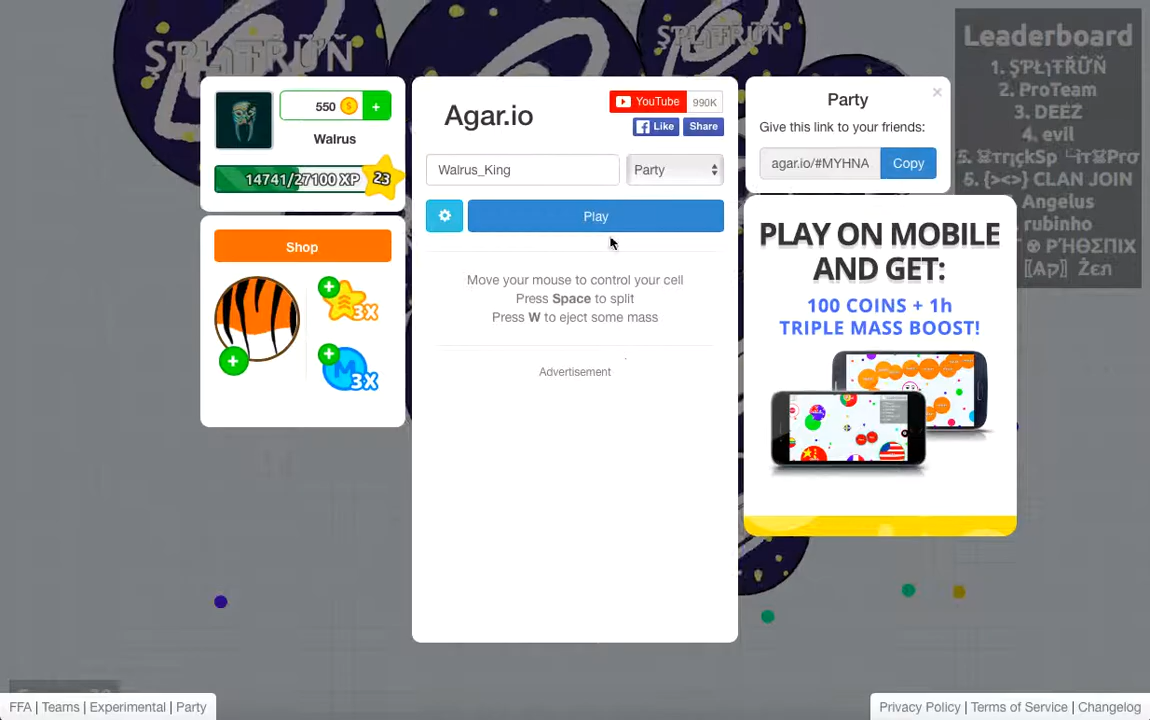 550
Walrus
14741/27100 XP
23
Shop
3X
M
3X
Agar.io
YouTube 990K
Like Share
Walrus_King
Party
Play
Move your mouse to control your cell
Press Space to split
Press W to eject some mass
Advertisement
Party
×
Give this link to your friends:
agar.io/#MYHNA
Copy
PLAY ON MOBILE
AND GET:
100 COINS + 1h
TRIPLE MASS BOOST!
Leaderboard
2. ProTeam
3. DEEZ
4. evil
CLAN JOIN
Angelus
rubinho
FFA | Teams | Experimental | Party
Privacy Policy | Terms of Service | Changelog